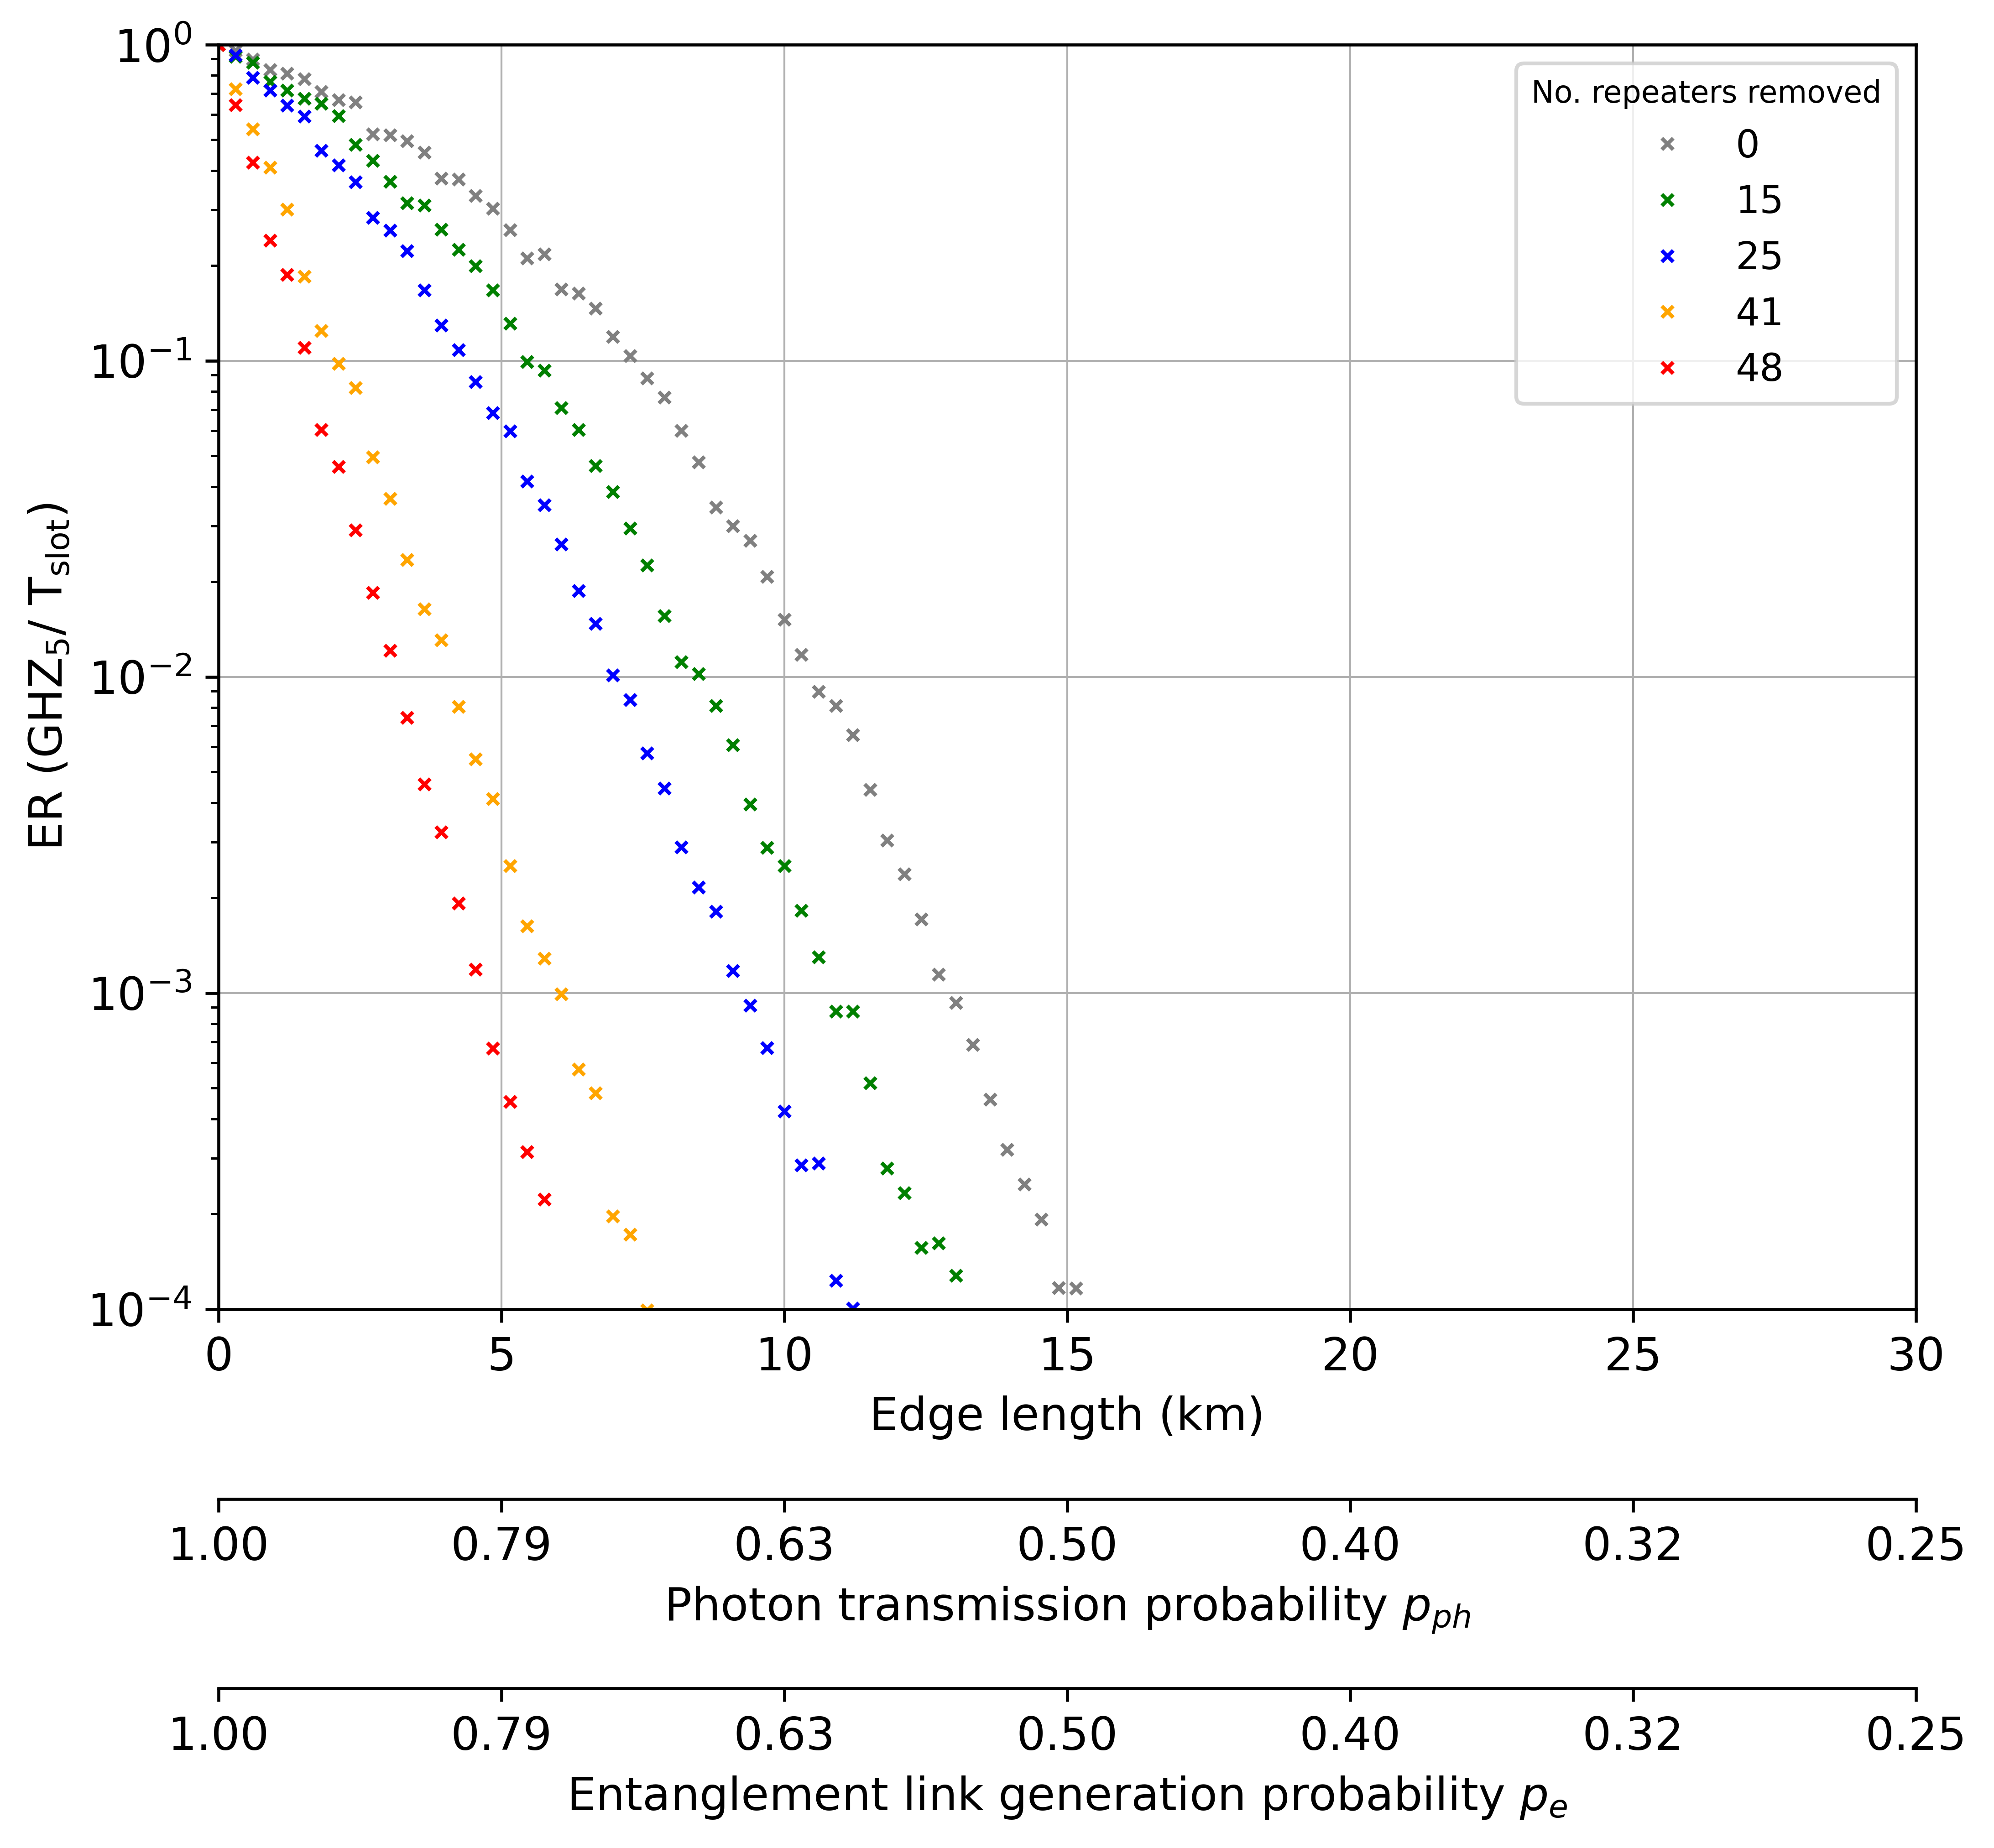 ER (GHZ₅/ T_slot)
10⁰
10⁻¹
10⁻²
10⁻³
10⁻⁴
No. repeaters removed
0
15
25
41
48
0 5 10 15 20 25 30
Edge length (km)
1.00 0.79 0.63 0.50 0.40 0.32 0.25
Photon transmission probability p_ph
1.00 0.79 0.63 0.50 0.40 0.32 0.25
Entanglement link generation probability p_e